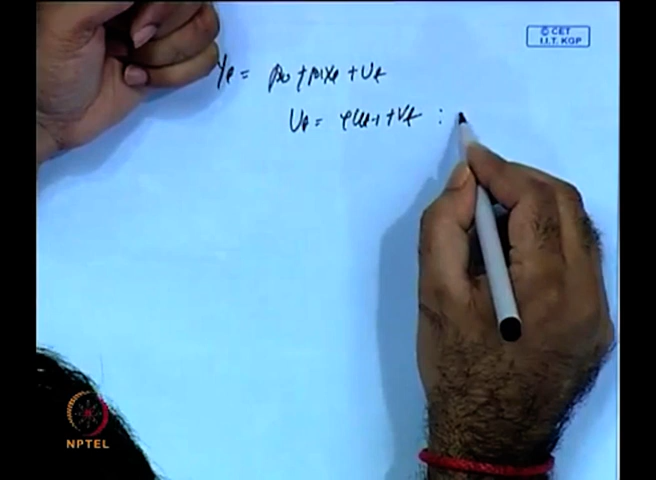 © CET
I.I.T. KGP
Yt = β0 + β1Xt + Ut
Ut = ρUt-1 + Vt :
NPTEL